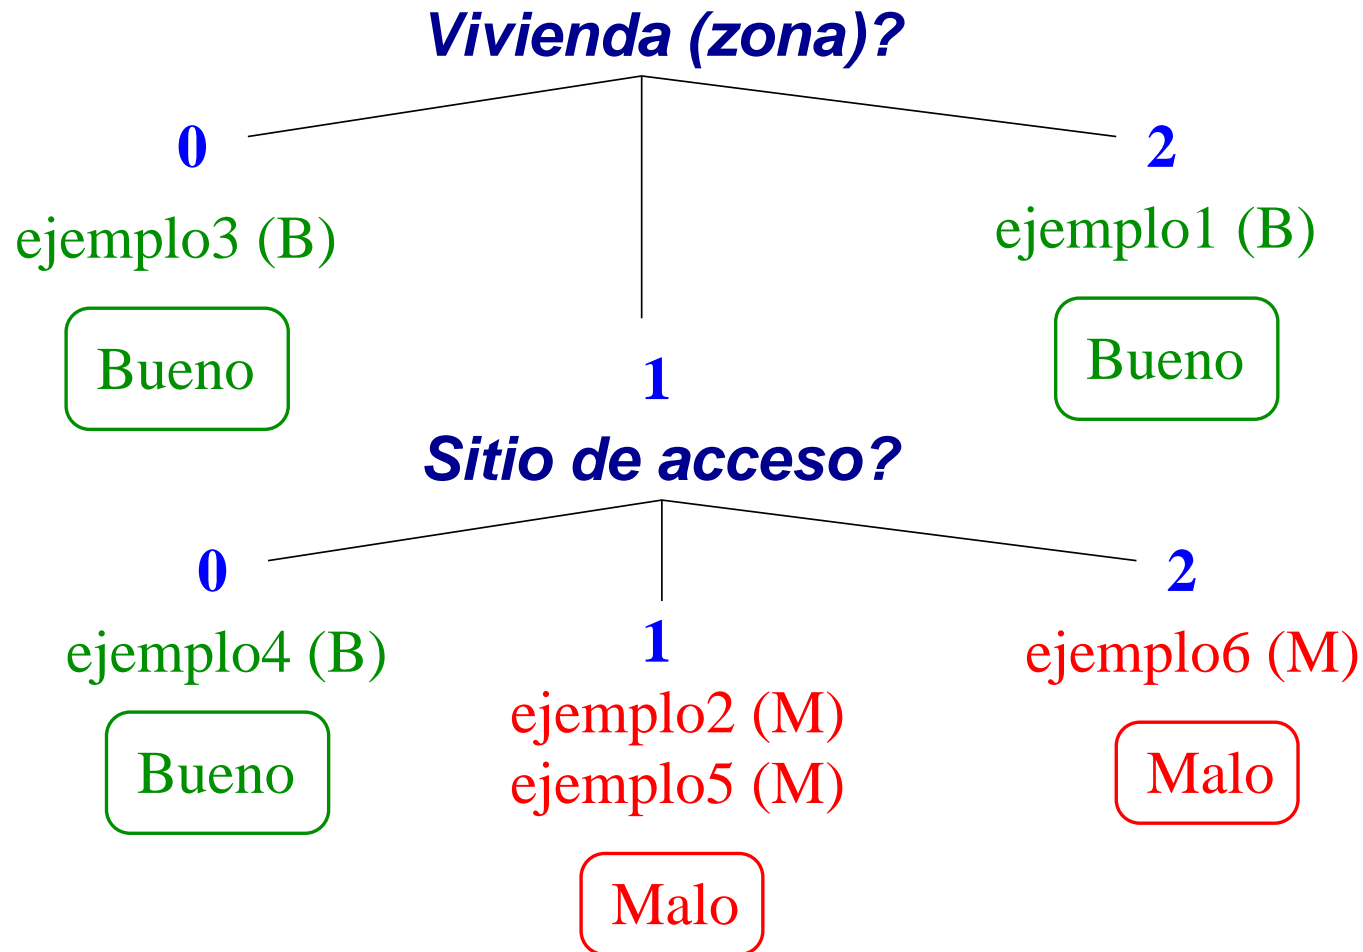 Vivienda (zona)?
0
2
ejemplo3 (B)
ejemplo1 (B)
Bueno
Bueno
1
Sitio de acceso?
0
2
ejemplo4 (B)
1
ejemplo6 (M)
ejemplo2 (M)
Bueno
ejemplo5 (M)
Malo
Malo